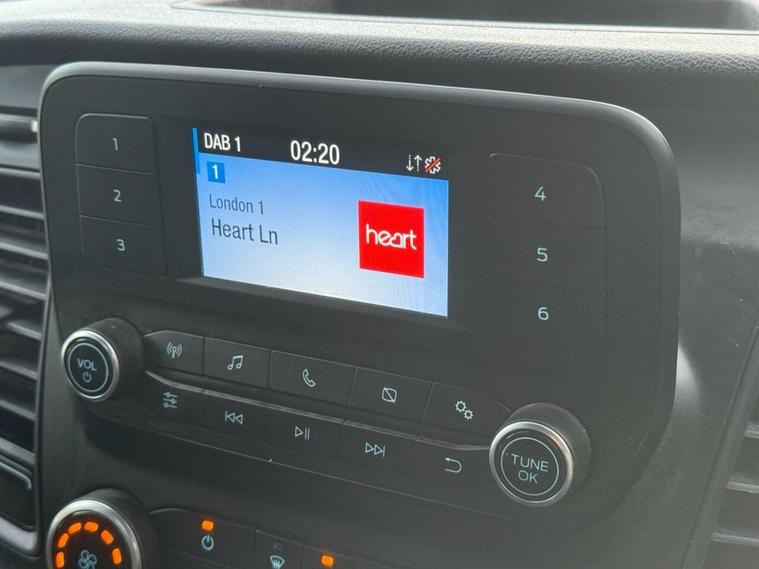 DAB 1 02:20
1
London 1
Heart Ln
heart
1
2
3
4
5
6
VOL
TUNE
OK